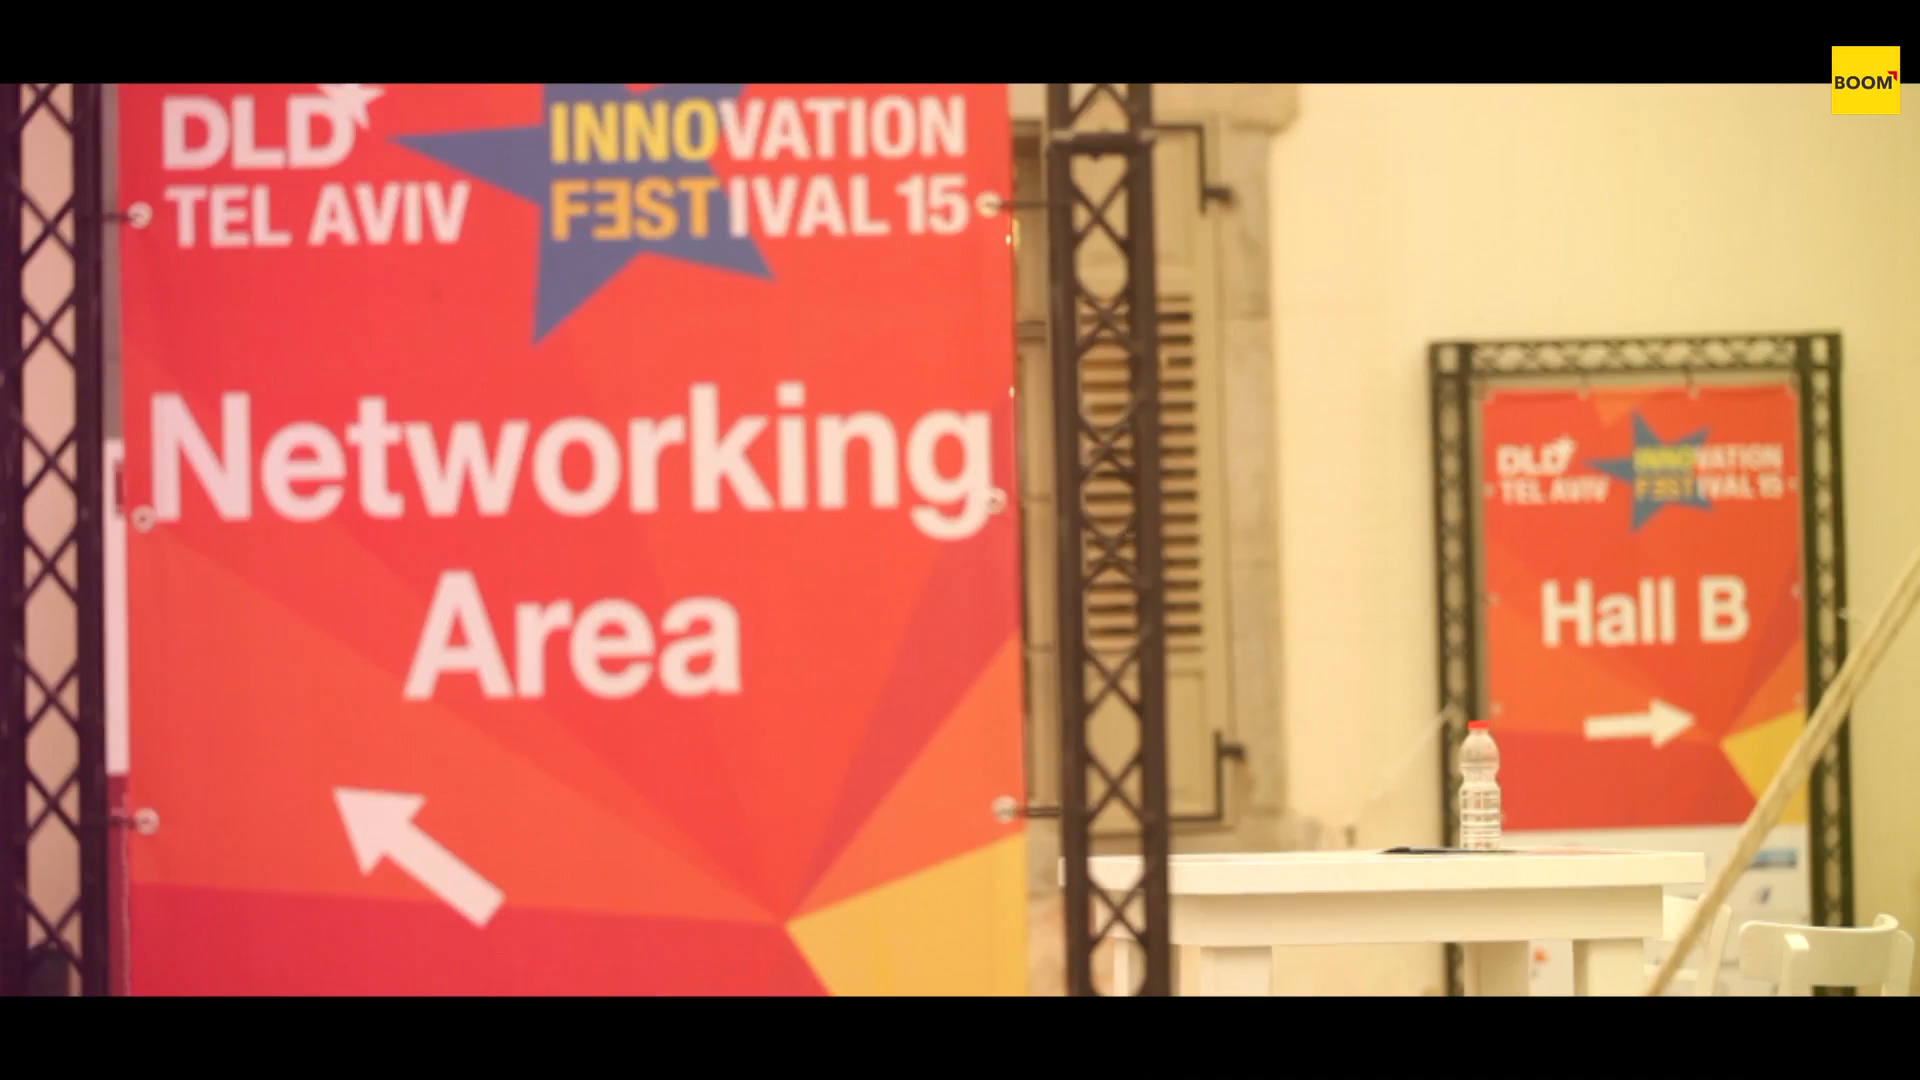 BOOM
DLD
TEL AVIV
INNOVATION
FESTIVAL 15
Networking
Area
DLD
TEL AVIV
INNOVATION
FESTIVAL 15
Hall B